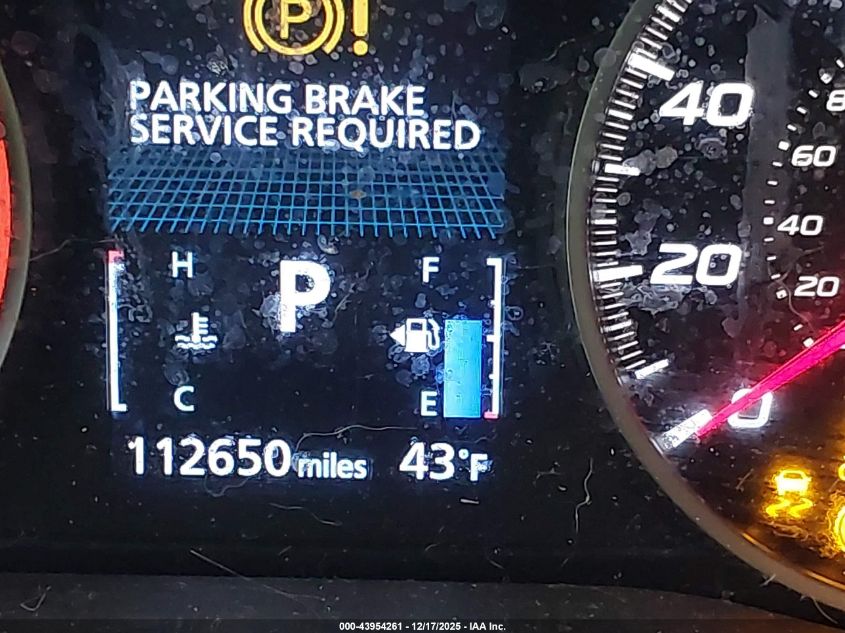 P !
PARKING BRAKE
SERVICE REQUIRED
H P F
C E
112650 miles 43°F
40
20
0
60
40
20
000-43954261 - 12/17/2025 - IAA Inc.